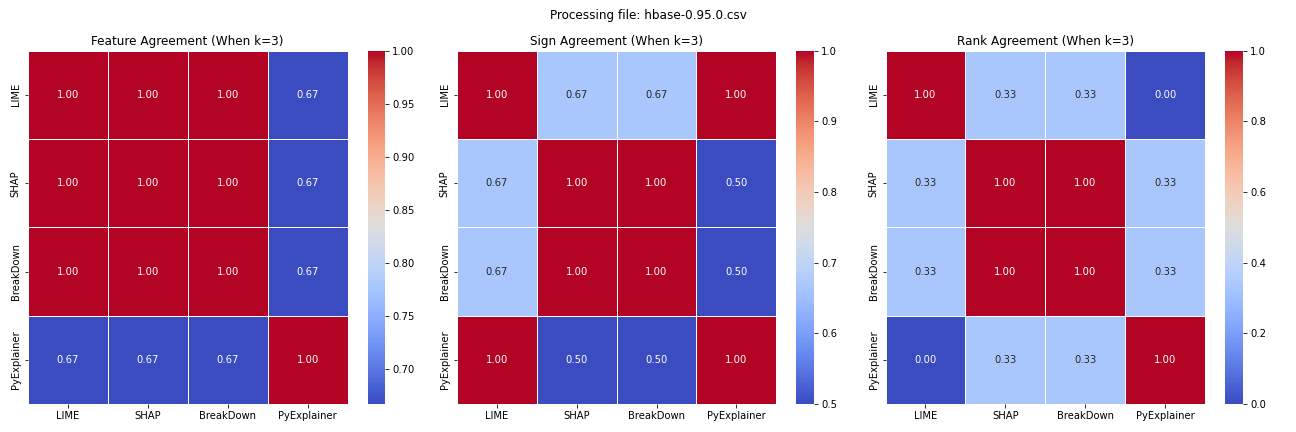 Processing file: hbase-0.95.0.csv
Feature Agreement (When k=3)
LIME
SHAP
BreakDown
PyExplainer
1.00 1.00 1.00 0.67
1.00 1.00 1.00 0.67
1.00 1.00 1.00 0.67
0.67 0.67 0.67 1.00
LIME SHAP BreakDown PyExplainer
1.00
0.95
0.90
0.85
0.80
0.75
0.70
Sign Agreement (When k=3)
LIME
SHAP
BreakDown
PyExplainer
1.00 0.67 0.67 1.00
0.67 1.00 1.00 0.50
0.67 1.00 1.00 0.50
1.00 0.50 0.50 1.00
LIME SHAP BreakDown PyExplainer
1.0
0.9
0.8
0.7
0.6
0.5
Rank Agreement (When k=3)
LIME
SHAP
BreakDown
PyExplainer
1.00 0.33 0.33 0.00
0.33 1.00 1.00 0.33
0.33 1.00 1.00 0.33
0.00 0.33 0.33 1.00
LIME SHAP BreakDown PyExplainer
1.0
0.8
0.6
0.4
0.2
0.0